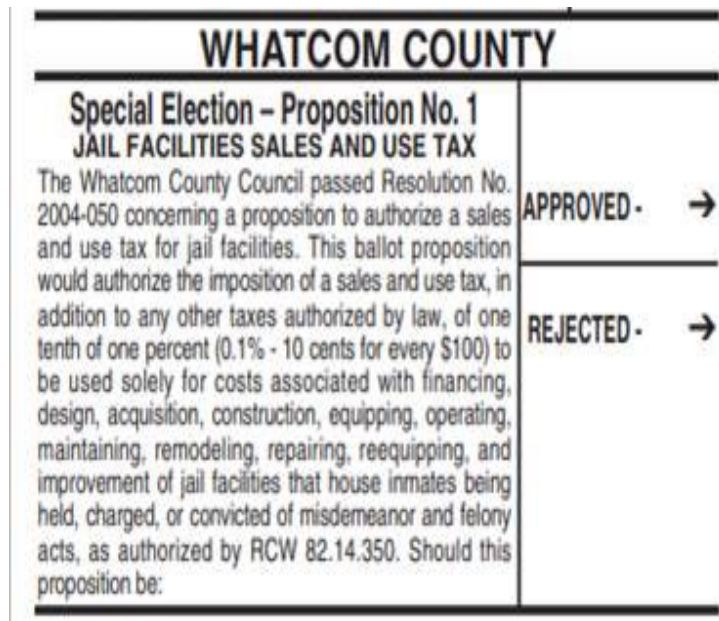 WHATCOM COUNTY
Special Election – Proposition No. 1
JAIL FACILITIES SALES AND USE TAX
The Whatcom County Council passed Resolution No.
2004-050 concerning a proposition to authorize a sales
and use tax for jail facilities. This ballot proposition
would authorize the imposition of a sales and use tax, in
addition to any other taxes authorized by law, of one
tenth of one percent (0.1% - 10 cents for every $100) to
be used solely for costs associated with financing,
design, acquisition, construction, equipping, operating,
maintaining, remodeling, repairing, reequipping, and
improvement of jail facilities that house inmates being
held, charged, or convicted of misdemeanor and felony
acts, as authorized by RCW 82.14.350. Should this
proposition be:
APPROVED - ➔
REJECTED - ➔